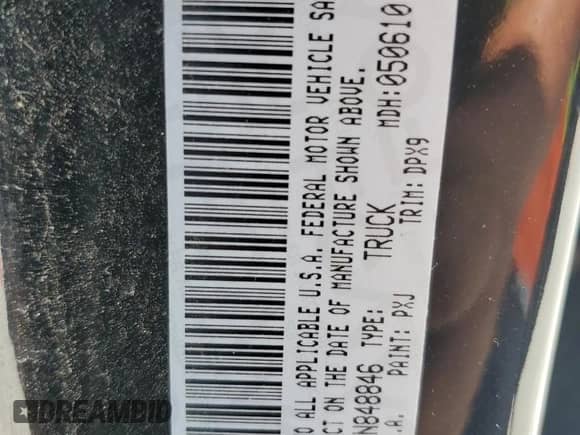 O ALL APPLICABLE U.S.A. FEDERAL MOTOR VEHICLE SA
CT ON THE DATE OF MANUFACTURE SHOWN ABOVE.
N848846 TYPE: TRUCK MDH:050610
.A. PAINT: PXJ TRIM: DPX9
DREAMBID